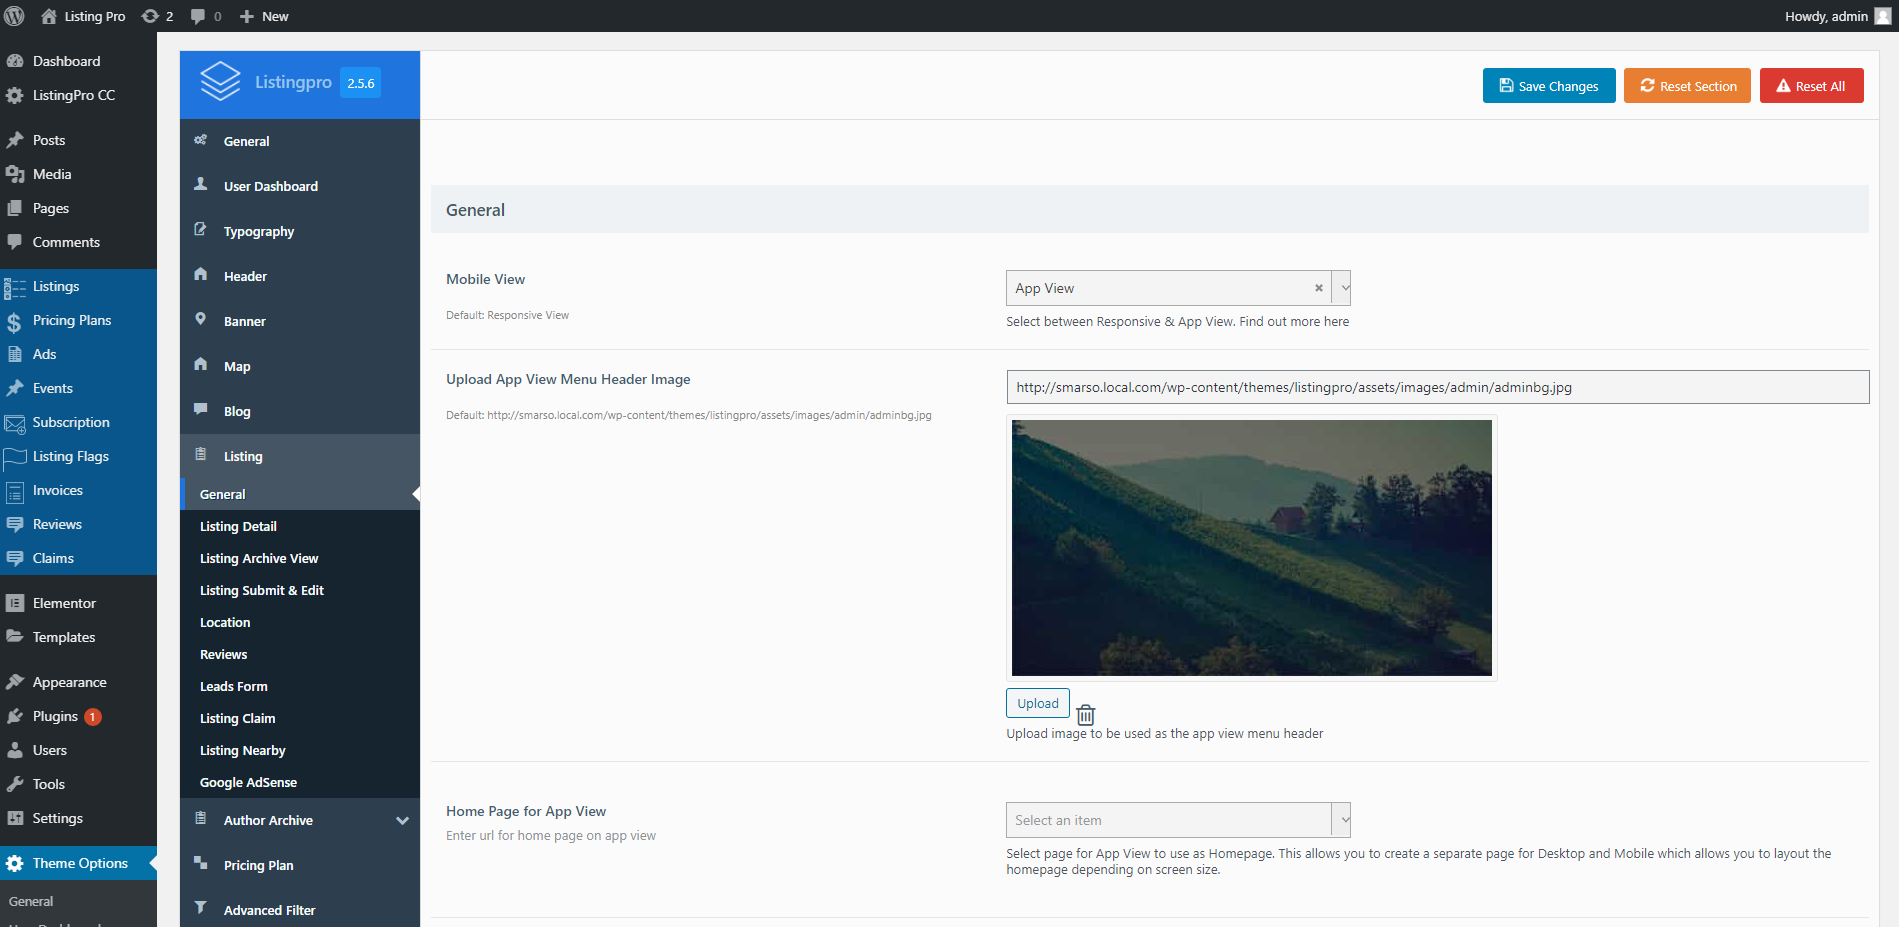 Listing Pro
2
0
New
Howdy, admin
Dashboard
ListingPro CC
Posts
Media
Pages
Comments
Listings
Pricing Plans
Ads
Events
Subscription
Listing Flags
Invoices
Reviews
Claims
Elementor
Templates
Appearance
Plugins 1
Users
Tools
Settings
Theme Options
General
Listingpro 2.5.6
General
User Dashboard
Typography
Header
Banner
Map
Blog
Listing
General
Listing Detail
Listing Archive View
Listing Submit & Edit
Location
Reviews
Leads Form
Listing Claim
Listing Nearby
Google AdSense
Author Archive
Pricing Plan
Advanced Filter
Save Changes
Reset Section
Reset All
General
Mobile View
Default: Responsive View
App View
Select between Responsive & App View. Find out more here
Upload App View Menu Header Image
Default: http://smarso.local.com/wp-content/themes/listingpro/assets/images/admin/adminbg.jpg
http://smarso.local.com/wp-content/themes/listingpro/assets/images/admin/adminbg.jpg
Upload
Upload image to be used as the app view menu header
Home Page for App View
Enter url for home page on app view
Select an item
Select page for App View to use as Homepage. This allows you to create a separate page for Desktop and Mobile which allows you to layout the
homepage depending on screen size.